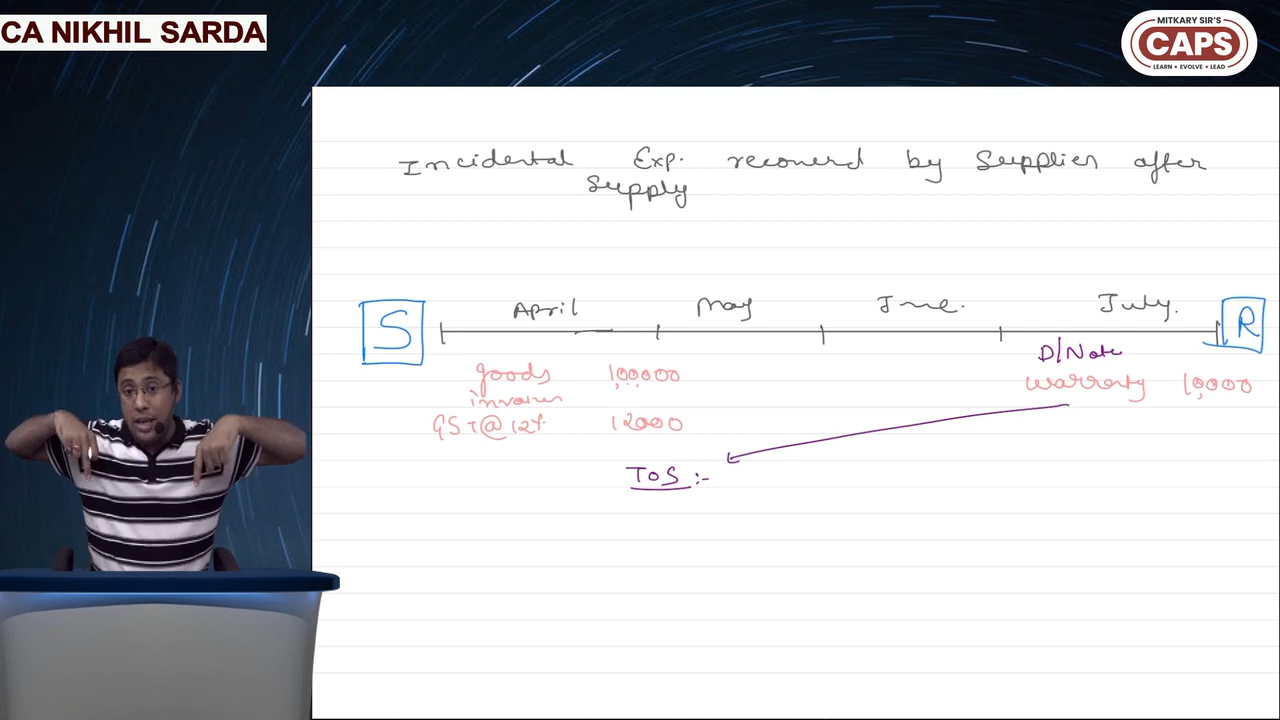 CA NIKHIL SARDA
MITKARY SIR'S
CAPS
LEARN • EVOLVE • LEAD
Incidental Exp. recovered by Supplier after
Supply
S
April
May
June.
July.
R
goods 1,00,000
invoices
GST@12% 12000
D/Note
warranty 10,000
TOS :-